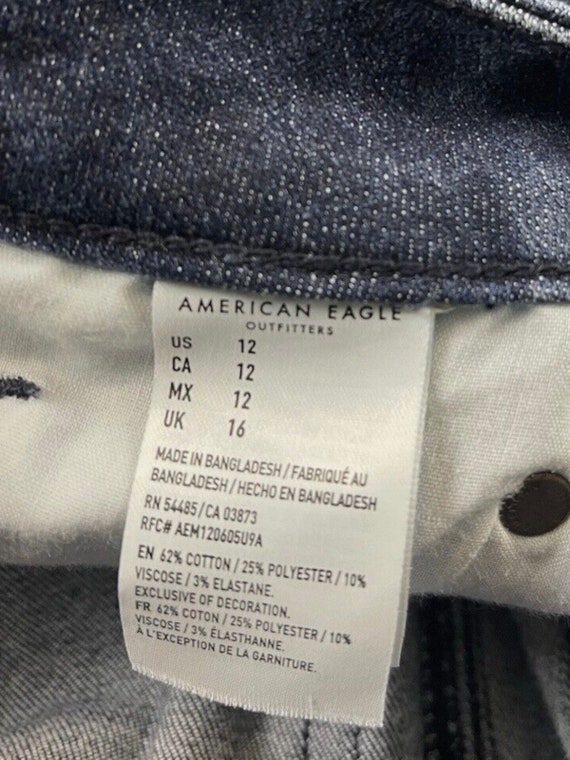 AMERICAN EAGLE
OUTFITTERS
US 12
CA 12
MX 12
UK 16
MADE IN BANGLADESH / FABRIQUÉ AU
BANGLADESH / HECHO EN BANGLADESH
RN 54485 / CA 03873
RFC# AEM120605U9A
EN 62% COTTON / 25% POLYESTER / 10%
VISCOSE / 3% ELASTANE.
EXCLUSIVE OF DECORATION.
FR 62% COTON / 25% POLYESTER / 10%
VISCOSE / 3% ÉLASTHANNE.
À L'EXCEPTION DE LA GARNITURE.